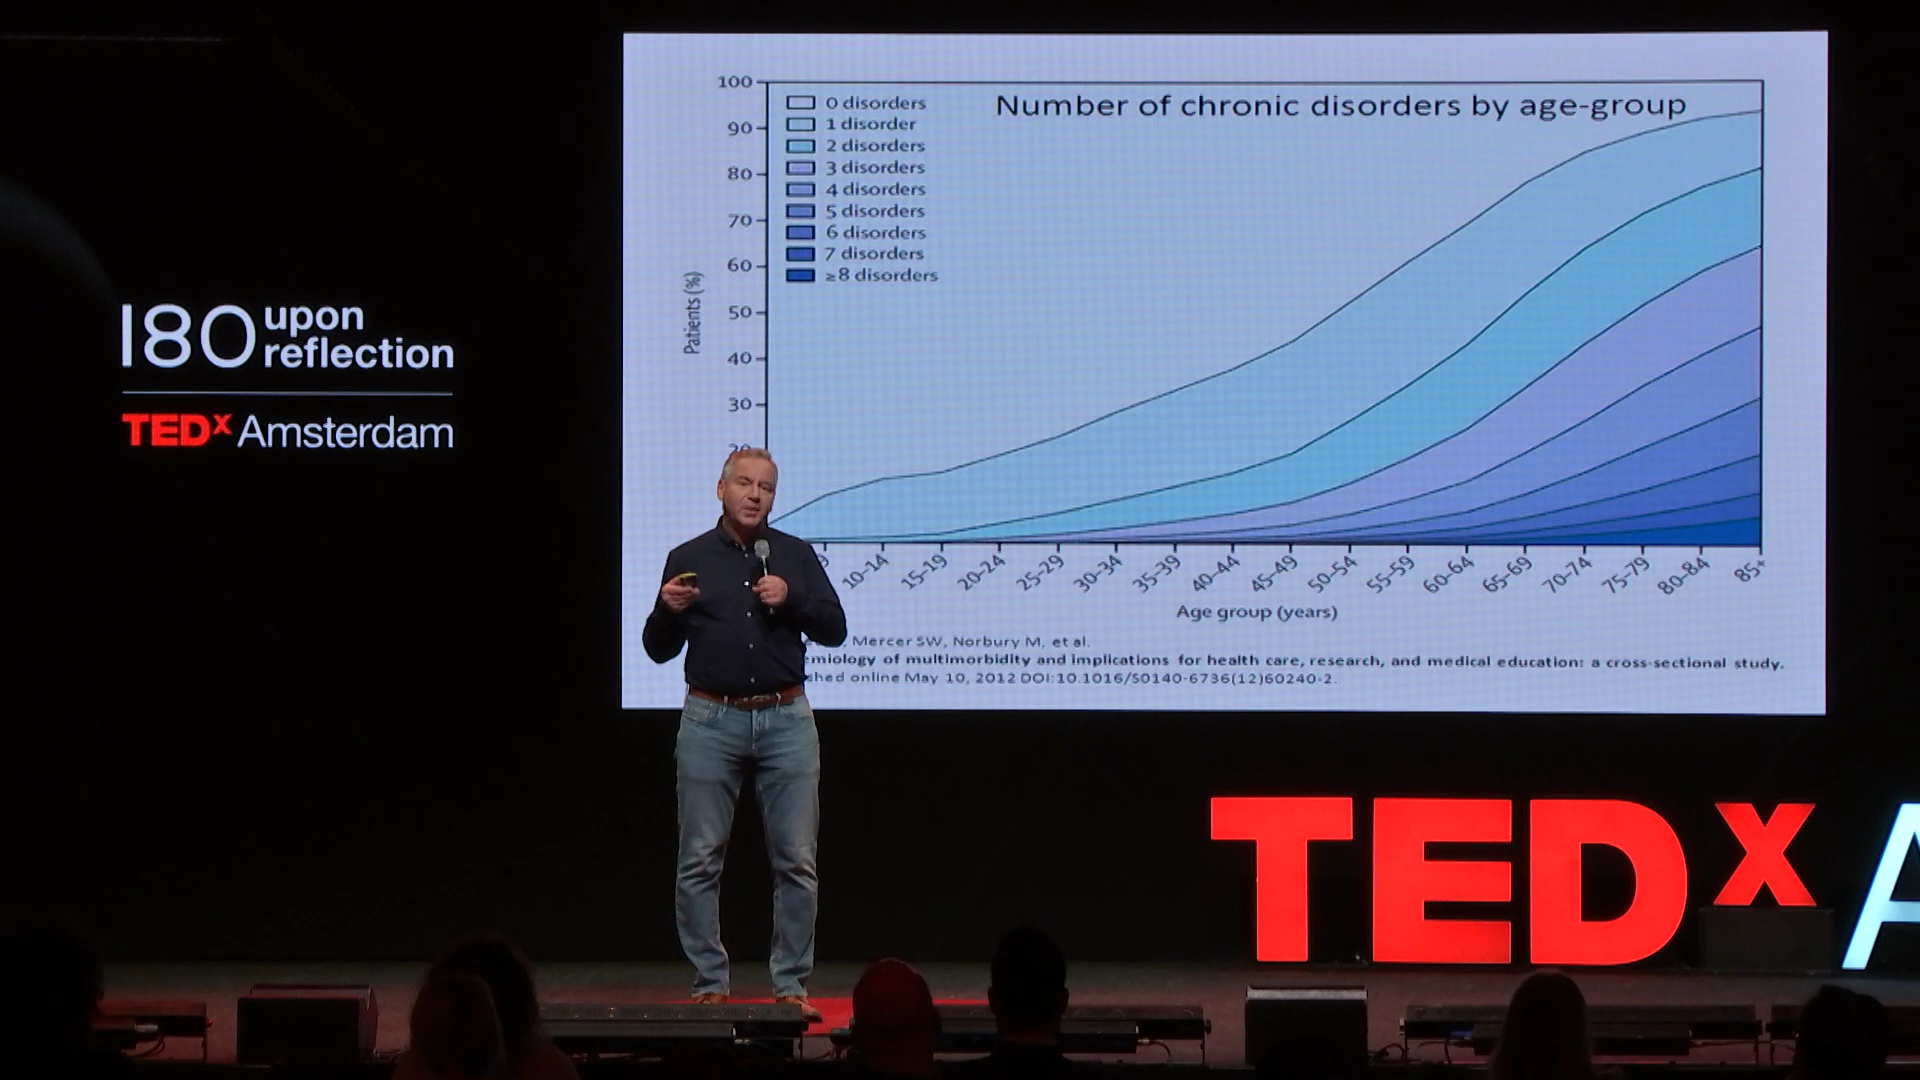 180 upon
reflection
TEDx Amsterdam
Number of chronic disorders by age-group
0 disorders
1 disorder
2 disorders
3 disorders
4 disorders
5 disorders
6 disorders
7 disorders
≥8 disorders
Patients (%)
100
90
80
70
60
50
40
30
10-14
15-19
20-24
25-29
30-34
35-39
40-44
45-49
50-54
55-59
60-64
65-69
70-74
75-79
80-84
85+
Age group (years)
Mercer SW, Norbury M, et al.
of multimorbidity and implications for health care, research, and medical education: a cross-sectional study.
online May 10, 2012 DOI:10.1016/S0140-6736(12)60240-2.
TEDx A